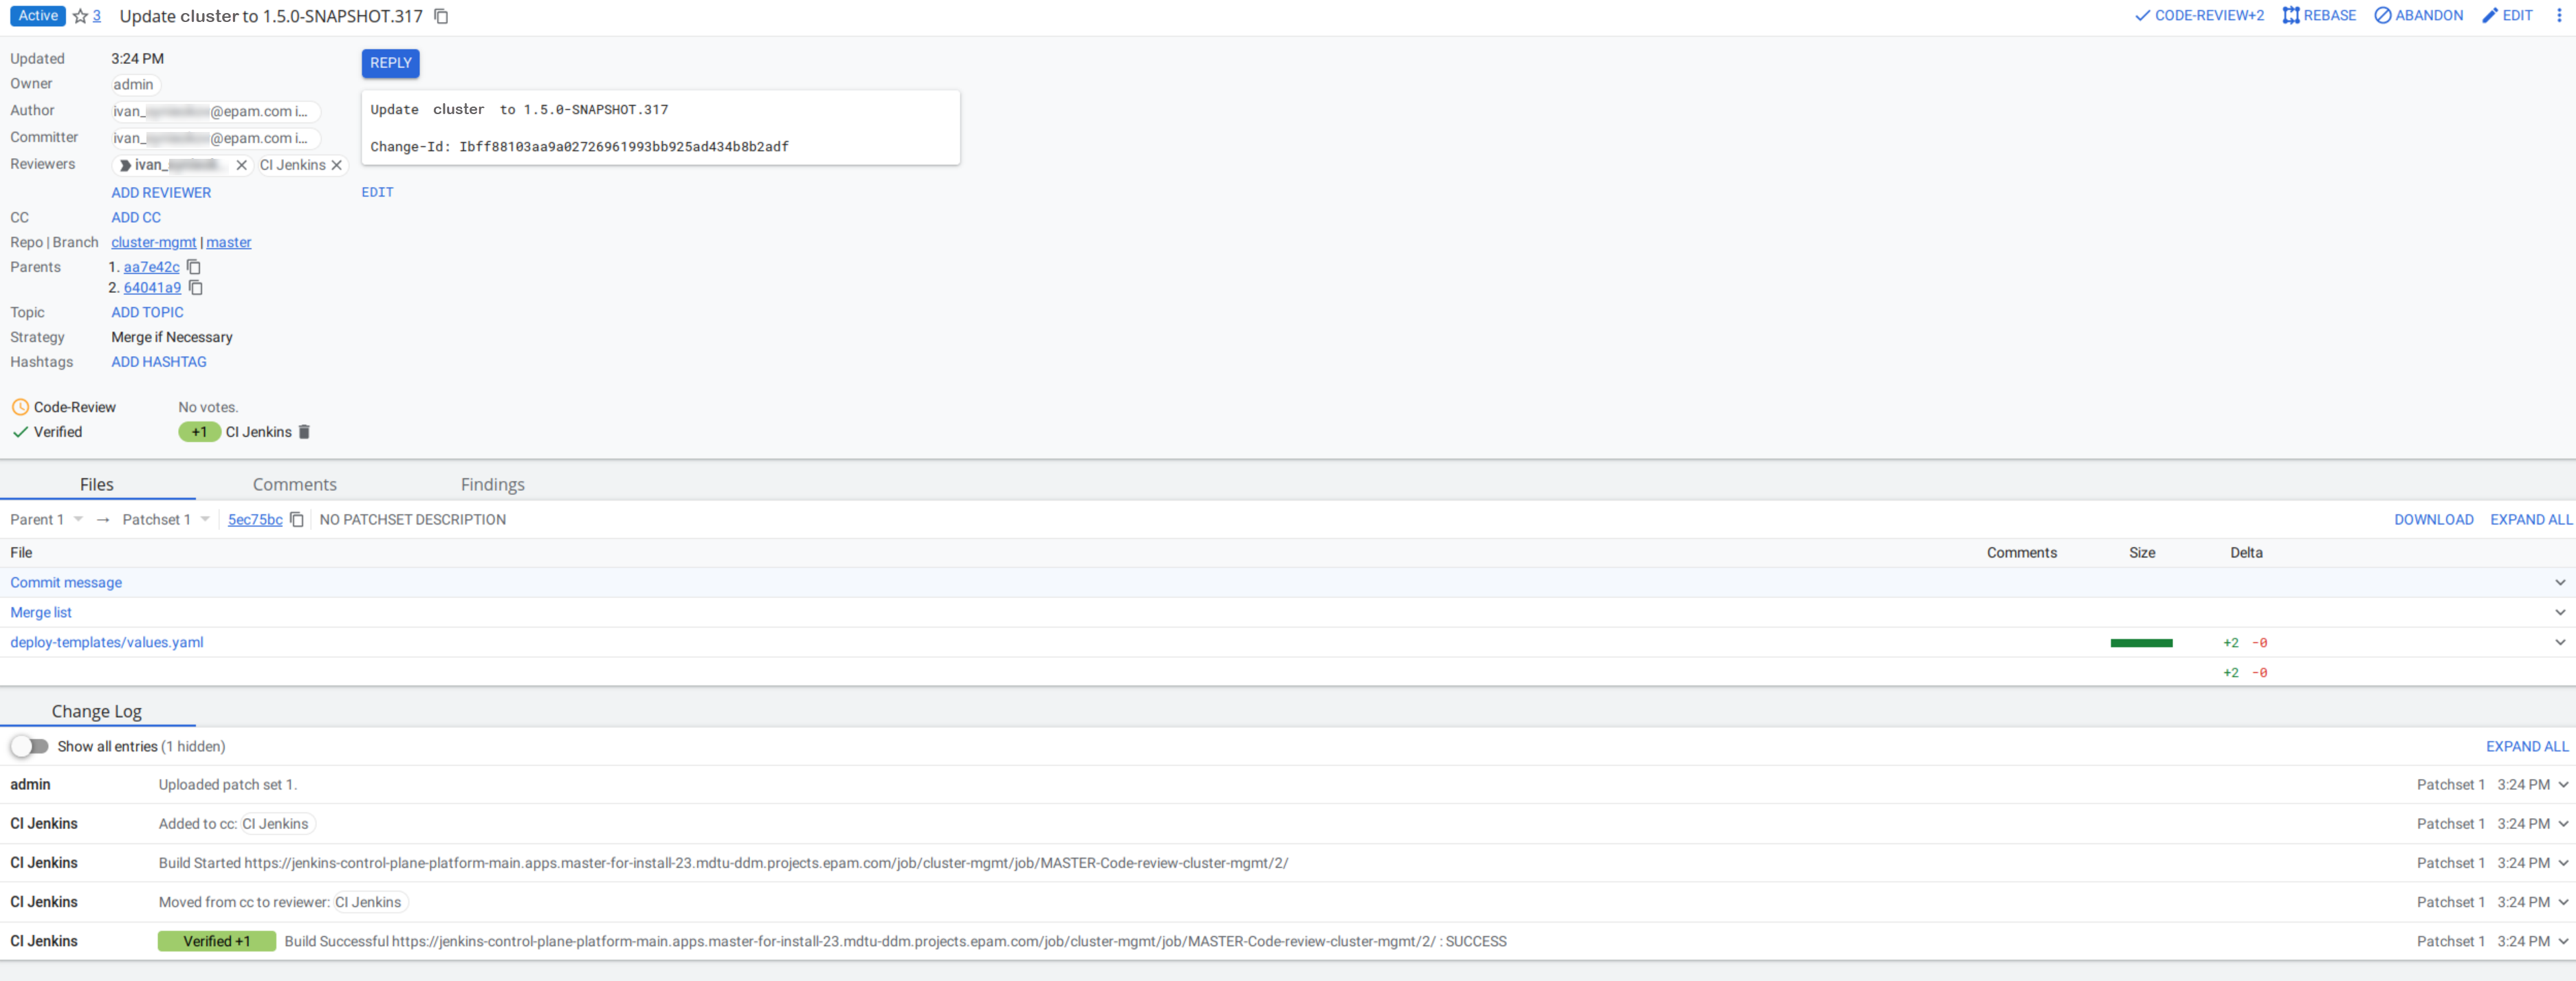 Active 3 Update cluster to 1.5.0-SNAPSHOT.317 CODE-REVIEW+2 REBASE ABANDON EDIT
Updated 3:24 PM
Owner admin
Author ivan_ @epam.com i...
Committer ivan_ @epam.com i...
Reviewers ivan_ CI Jenkins
ADD REVIEWER
CC ADD CC
Repo | Branch cluster-mgmt | master
Parents 1. aa7e42c
2. 64041a9
Topic ADD TOPIC
Strategy Merge if Necessary
Hashtags ADD HASHTAG
REPLY
Update cluster to 1.5.0-SNAPSHOT.317
Change-Id: Ibff88103aa9a02726961993bb925ad434b8b2adf
EDIT
Code-Review No votes.
Verified +1 CI Jenkins
Files Comments Findings
Parent 1 → Patchset 1 5ec75bc NO PATCHSET DESCRIPTION DOWNLOAD EXPAND ALL
File Comments Size Delta
Commit message
Merge list
deploy-templates/values.yaml +2 -0
+2 -0
Change Log
Show all entries (1 hidden) EXPAND ALL
admin Uploaded patch set 1. Patchset 1 3:24 PM
CI Jenkins Added to cc: CI Jenkins Patchset 1 3:24 PM
CI Jenkins Build Started https://jenkins-control-plane-platform-main.apps.master-for-install-23.mdtu-ddm.projects.epam.com/job/cluster-mgmt/job/MASTER-Code-review-cluster-mgmt/2/ Patchset 1 3:24 PM
CI Jenkins Moved from cc to reviewer: CI Jenkins Patchset 1 3:24 PM
CI Jenkins Verified +1 Build Successful https://jenkins-control-plane-platform-main.apps.master-for-install-23.mdtu-ddm.projects.epam.com/job/cluster-mgmt/job/MASTER-Code-review-cluster-mgmt/2/ : SUCCESS Patchset 1 3:24 PM